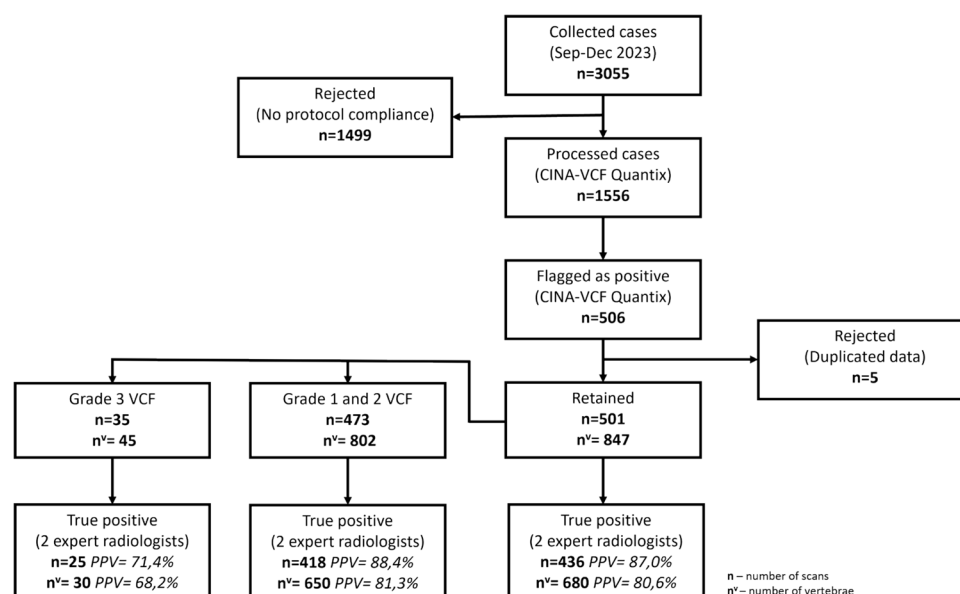 Collected cases
(Sep-Dec 2023)
n=3055
Rejected
(No protocol compliance)
n=1499
Processed cases
(CINA-VCF Quantix)
n=1556
Flagged as positive
(CINA-VCF Quantix)
n=506
Rejected
(Duplicated data)
n=5
Grade 3 VCF
n=35
nᵛ= 45
Grade 1 and 2 VCF
n=473
nᵛ= 802
Retained
n=501
nᵛ= 847
True positive
(2 expert radiologists)
n=25 PPV= 71,4%
nᵛ= 30 PPV= 68,2%
True positive
(2 expert radiologists)
n=418 PPV= 88,4%
nᵛ= 650 PPV= 81,3%
True positive
(2 expert radiologists)
n=436 PPV= 87,0%
nᵛ= 680 PPV= 80,6%
n – number of scans
nᵛ – number of vertebrae